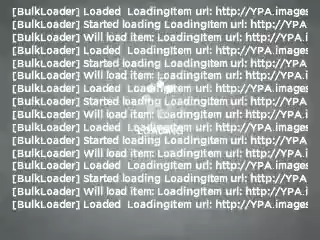 [BulkLoader] Loaded LoadingItem url: http://YPA.images
[BulkLoader] Started loading LoadingItem url: http://YPA
[BulkLoader] Will load item: LoadingItem url: http://YPA.i
[BulkLoader] Loaded LoadingItem url: http://YPA.images
[BulkLoader] Started loading LoadingItem url: http://YPA
[BulkLoader] Will load item: LoadingItem url: http://YPA.i
[BulkLoader] Loaded LoadingItem url: http://YPA.images
[BulkLoader] Started loading LoadingItem url: http://YPA
[BulkLoader] Will load item: LoadingItem url: http://YPA.i
[BulkLoader] Loaded LoadingItem url: http://YPA.images
[BulkLoader] Started loading LoadingItem url: http://YPA
[BulkLoader] Will load item: LoadingItem url: http://YPA.i
[BulkLoader] Loaded LoadingItem url: http://YPA.images
[BulkLoader] Started loading LoadingItem url: http://YPA
[BulkLoader] Will load item: LoadingItem url: http://YPA.i
[BulkLoader] Loaded LoadingItem url: http://YPA.images